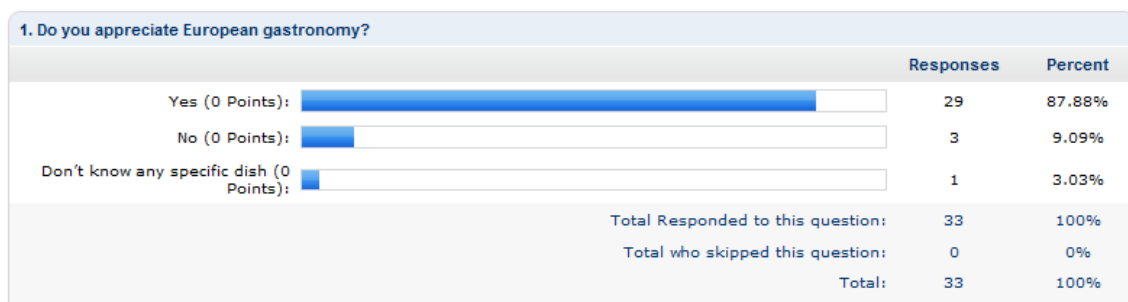 1. Do you appreciate European gastronomy?
Responses Percent
Yes (0 Points): 29 87.88%
No (0 Points): 3 9.09%
Don't know any specific dish (0
Points): 1 3.03%
Total Responded to this question: 33 100%
Total who skipped this question: 0 0%
Total: 33 100%